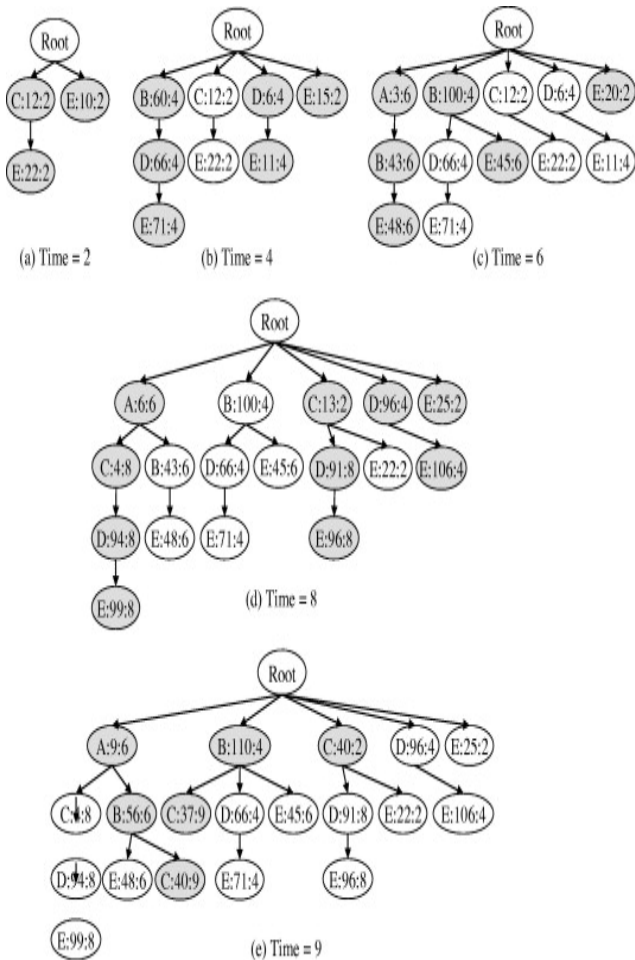 Root
C:12:2 E:10:2
E:22:2
(a) Time = 2
Root
B:60:4 C:12:2 D:6:4 E:15:2
D:66:4 E:22:2 E:11:4
E:71:4
(b) Time = 4
Root
A:3:6 B:100:4 C:12:2 D:6:4 E:20:2
B:43:6 D:66:4 E:45:6 E:22:2 E:11:4
E:48:6 E:71:4
(c) Time = 6
Root
A:6:6 B:100:4 C:13:2 D:96:4 E:25:2
C:4:8 B:43:6 D:66:4 E:45:6 D:91:8 E:22:2 E:106:4
D:94:8 E:48:6 E:71:4 E:96:8
E:99:8
(d) Time = 8
Root
A:9:6 B:110:4 C:40:2 D:96:4 E:25:2
B:56:6 C:37:9 D:66:4 E:45:6 D:91:8 E:22:2 E:106:4
D:94:8 E:48:6 C:40:9 E:71:4 E:96:8
E:99:8
(e) Time = 9